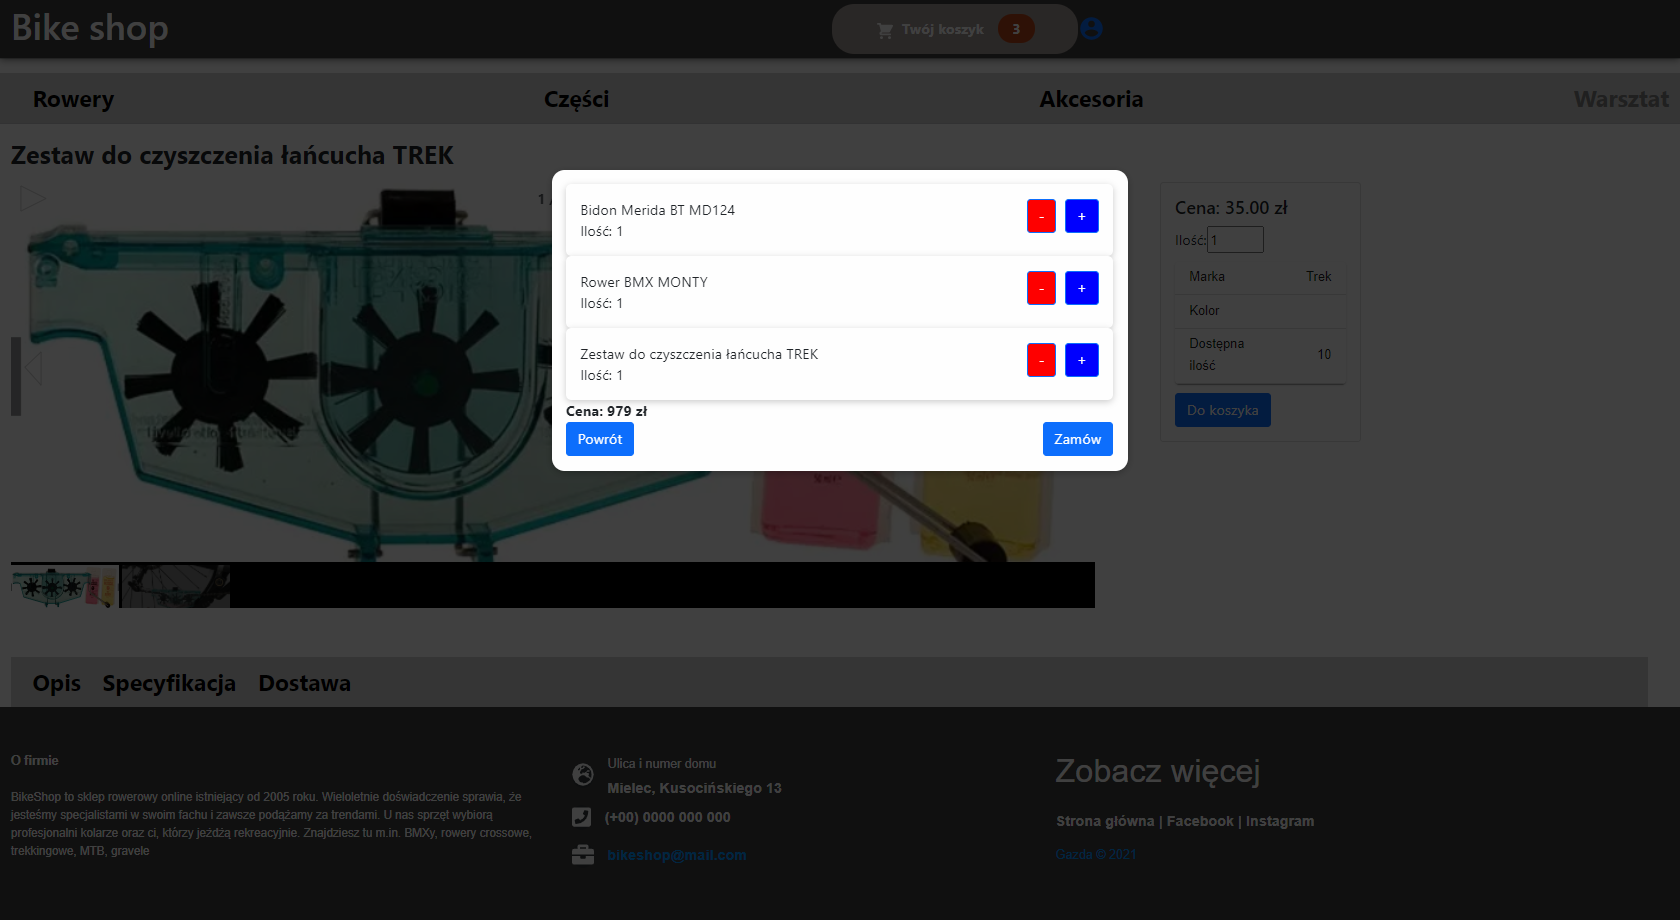 Bike shop
Twój koszyk 3
Rowery
Części
Akcesoria
Warsztat
Zestaw do czyszczenia łańcucha TREK
1
Bidon Merida BT MD124
Ilość: 1
- +
Rower BMX MONTY
Ilość: 1
- +
Zestaw do czyszczenia łańcucha TREK
Ilość: 1
- +
Cena: 979 zł
Powrót
Zamów
Cena: 35.00 zł
Ilość: 1
Marka Trek
Kolor
Dostępna
ilość
10
Do koszyka
Opis Specyfikacja Dostawa
O firmie
BikeShop to sklep rowerowy online istniejący od 2005 roku. Wieloletnie doświadczenie sprawia, że
jesteśmy specjalistami w swoim fachu i zawsze podążamy za trendami. U nas sprzęt wybiorą
profesjonalni kolarze oraz ci, którzy jeżdżą rekreacyjnie. Znajdziesz tu m.in. BMXy, rowery crossowe,
trekkingowe, MTB, gravele
Ulica i numer domu
Mielec, Kusocińskiego 13
(+00) 0000 000 000
bikeshop@mail.com
Zobacz więcej
Strona główna | Facebook | Instagram
Gazda © 2021